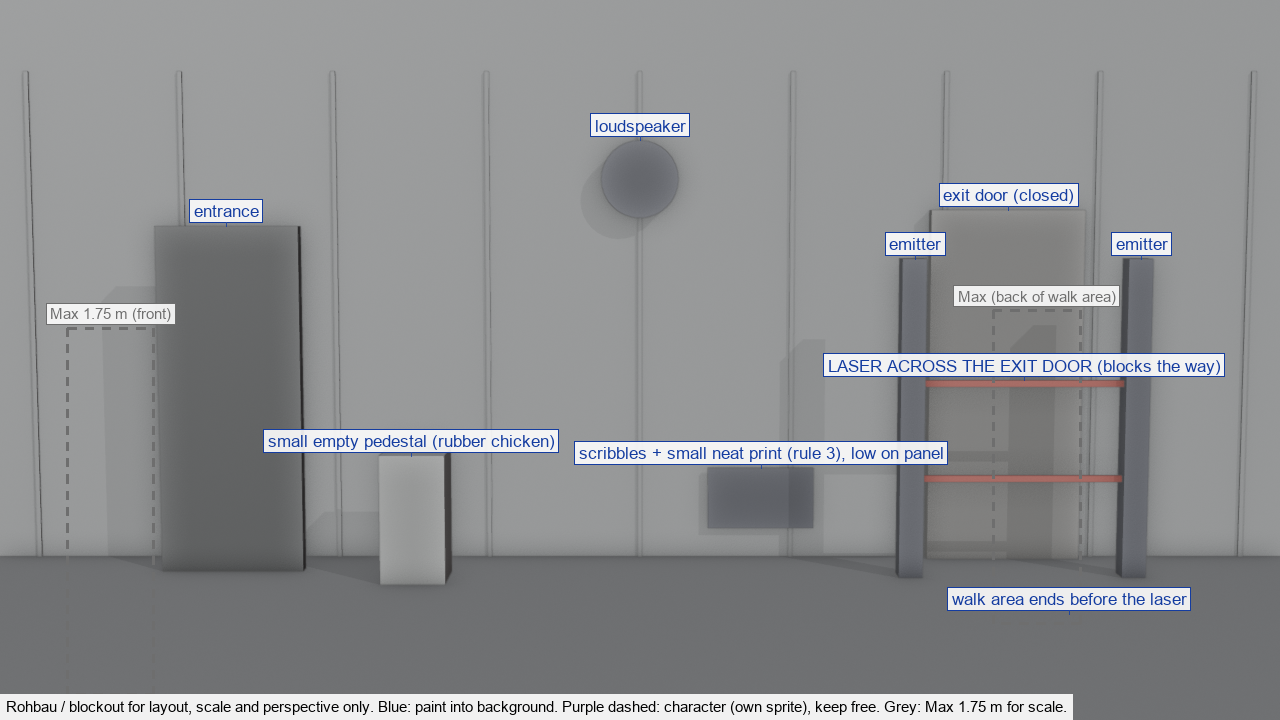 loudspeaker
exit door (closed)
entrance
emitter
emitter
Max (back of walk area)
Max 1.75 m (front)
LASER ACROSS THE EXIT DOOR (blocks the way)
small empty pedestal (rubber chicken)
scribbles + small neat print (rule 3), low on panel
walk area ends before the laser
Rohbau / blockout for layout, scale and perspective only. Blue: paint into background. Purple dashed: character (own sprite), keep free. Grey: Max 1.75 m for scale.